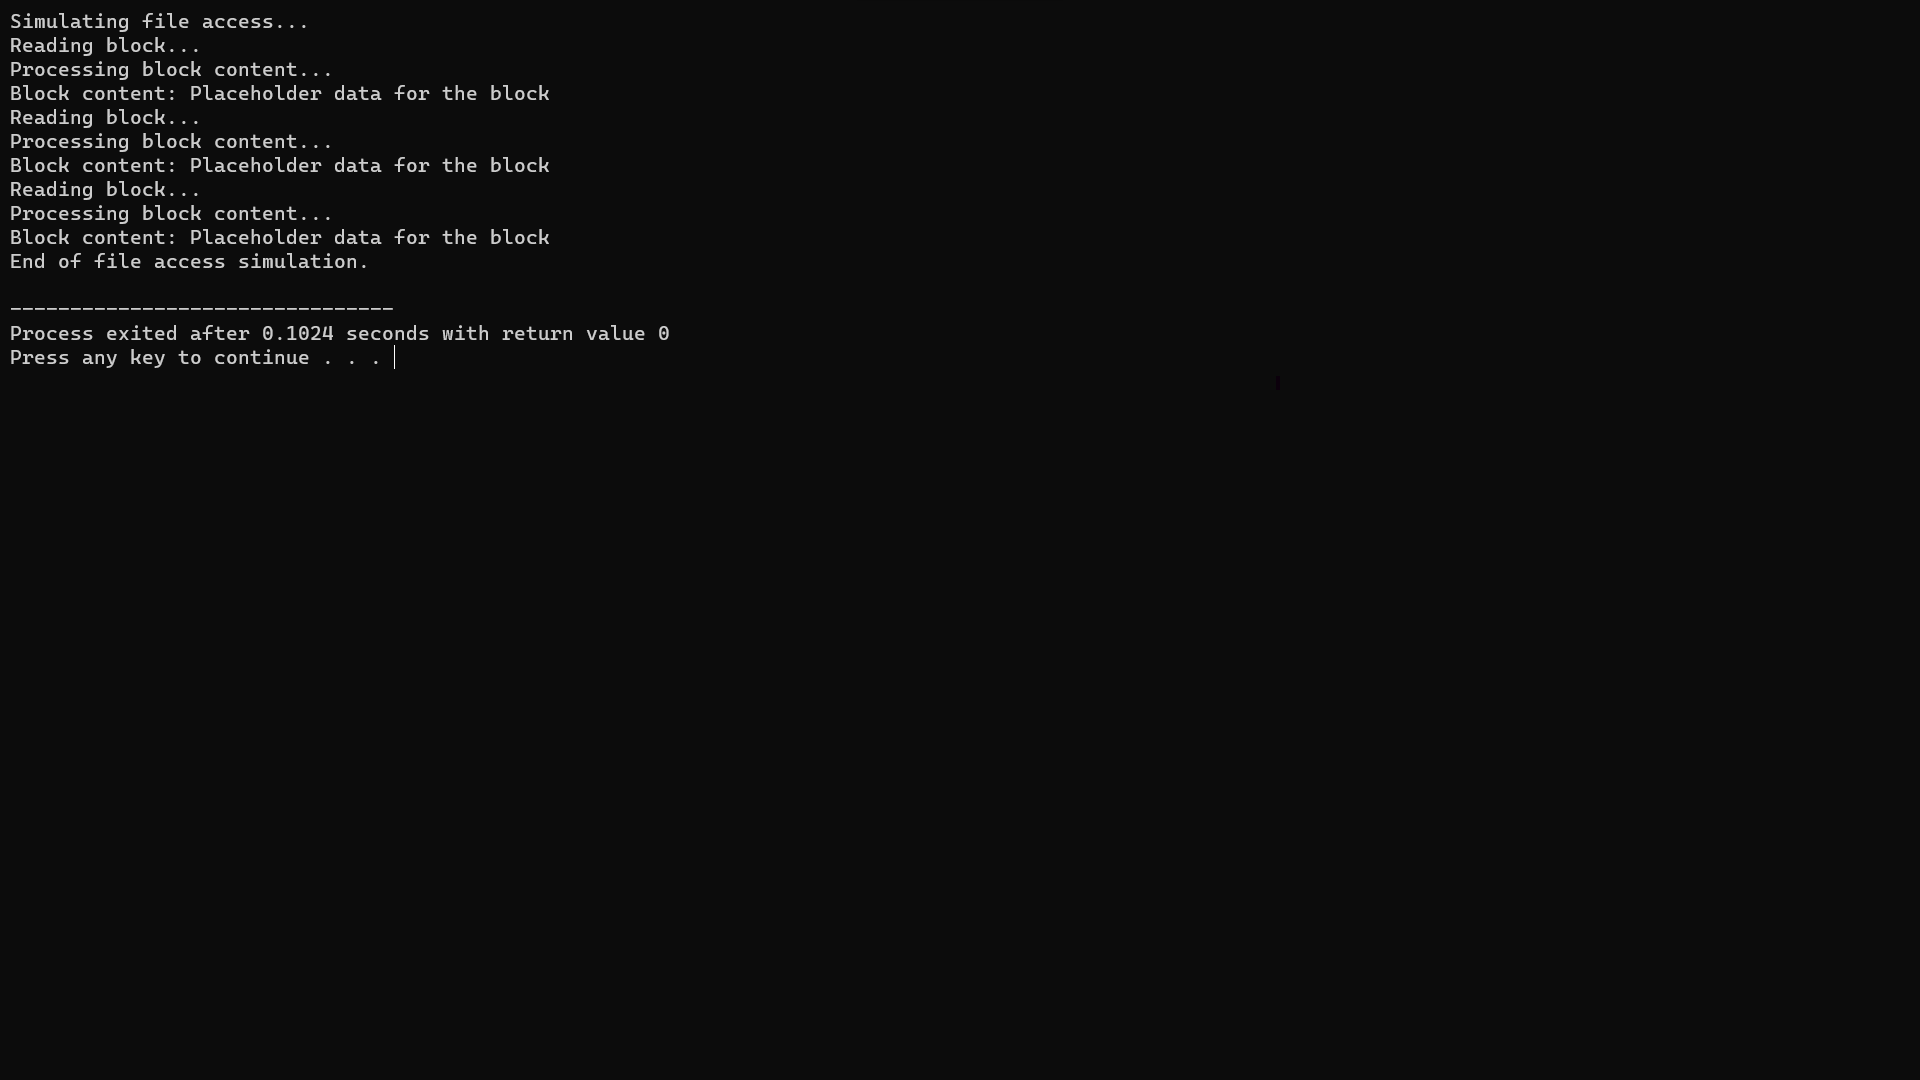 Simulating file access...
Reading block...
Processing block content...
Block content: Placeholder data for the block
Reading block...
Processing block content...
Block content: Placeholder data for the block
Reading block...
Processing block content...
Block content: Placeholder data for the block
End of file access simulation.
--------------------------------
Process exited after 0.1024 seconds with return value 0
Press any key to continue . . .